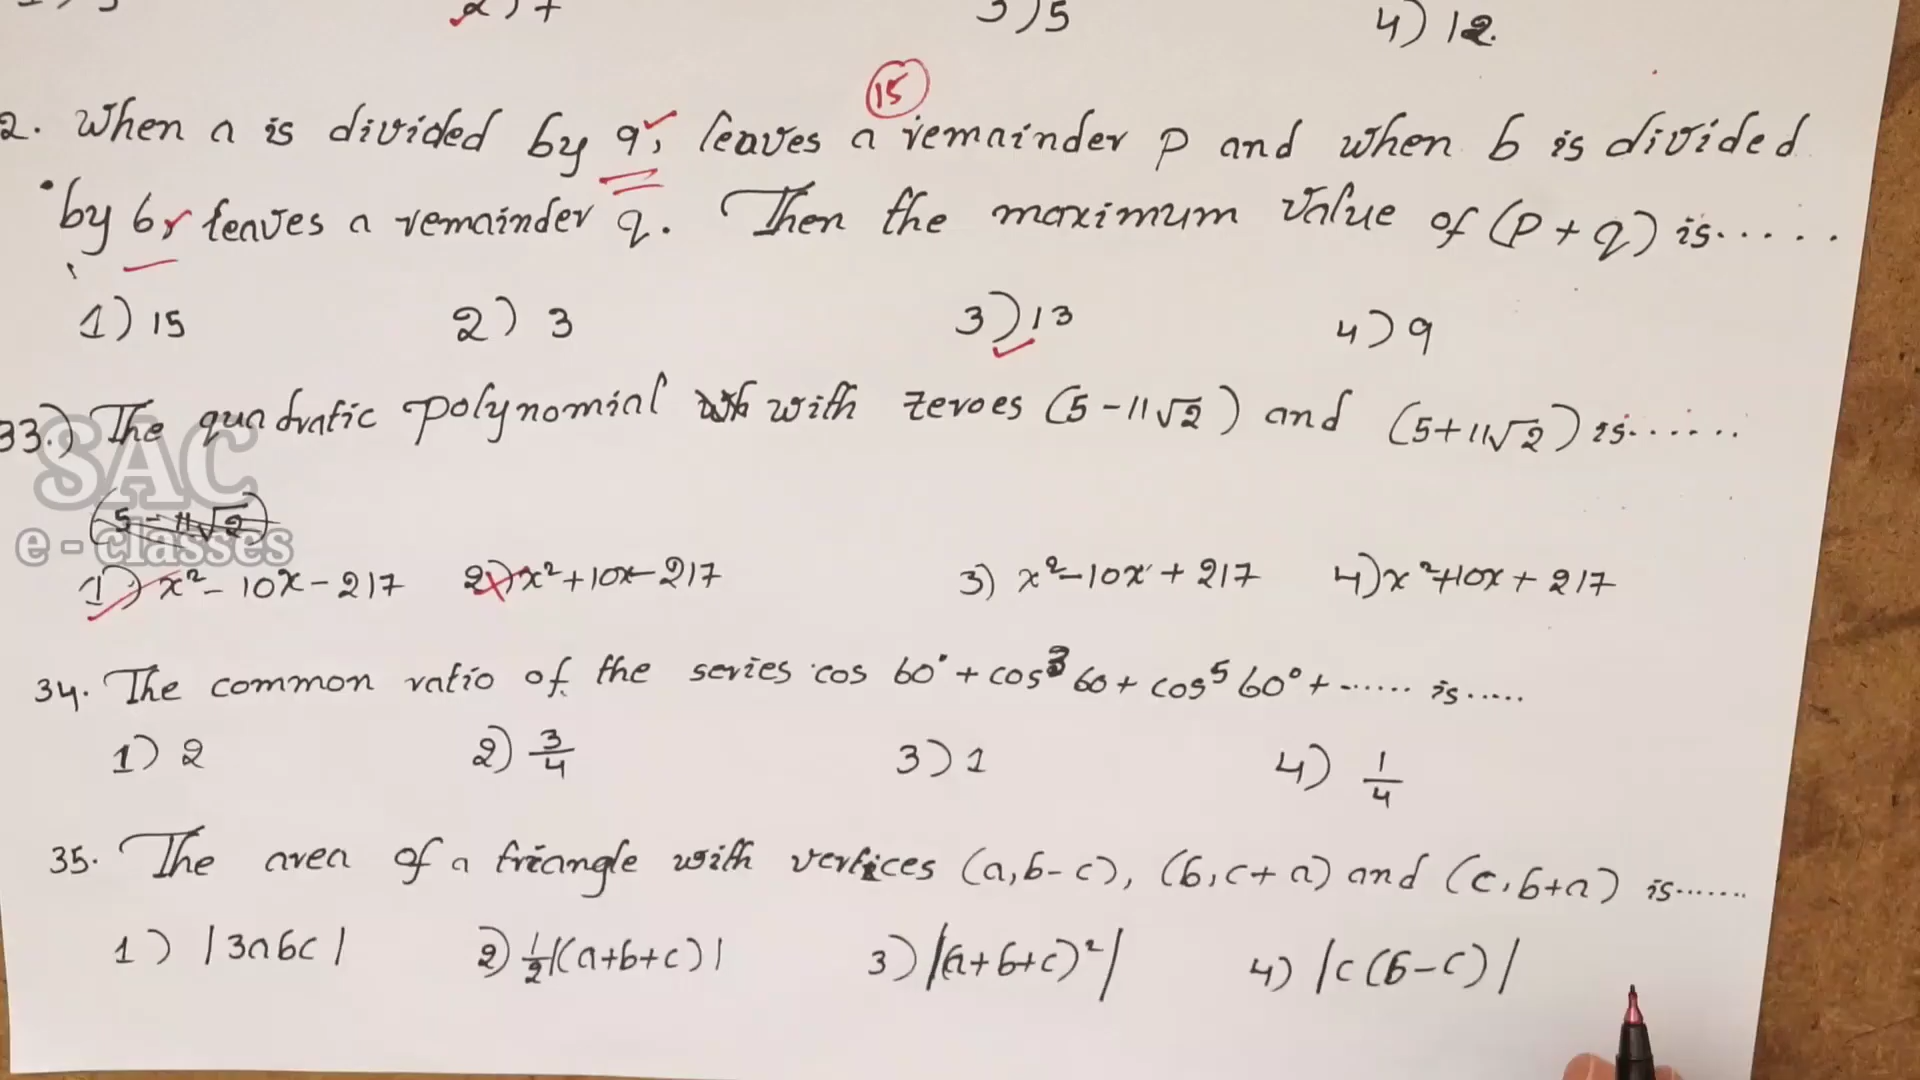 3) 5 4) 12.
15
2. When a is divided by 9, leaves a remainder p and when b is divided
by 6, leaves a remainder q. Then the maximum value of (p + q) is.....
1) 15 2) 3 3) 13 4) 9
33.) The quadratic polynomial with zeroes (5 - 11√2) and (5+11√2) is.......
SAC
(5 - 11√2)
e - classes
1) x² - 10x - 217 2) x² + 10x - 217 3) x² - 10x + 217 4) x² + 10x + 217
34. The common ratio of the series cos 60° + cos³ 60 + cos⁵ 60° + ...... is.....
1) 2 2) 3/4 3) 1 4) 1/4
35. The area of a triangle with vertices (a, b-c), (b, c+a) and (c, b+a) is.......
1) |3abc| 2) 1/2|(a+b+c)| 3) |(a+b+c)²| 4) |c(b-c)|